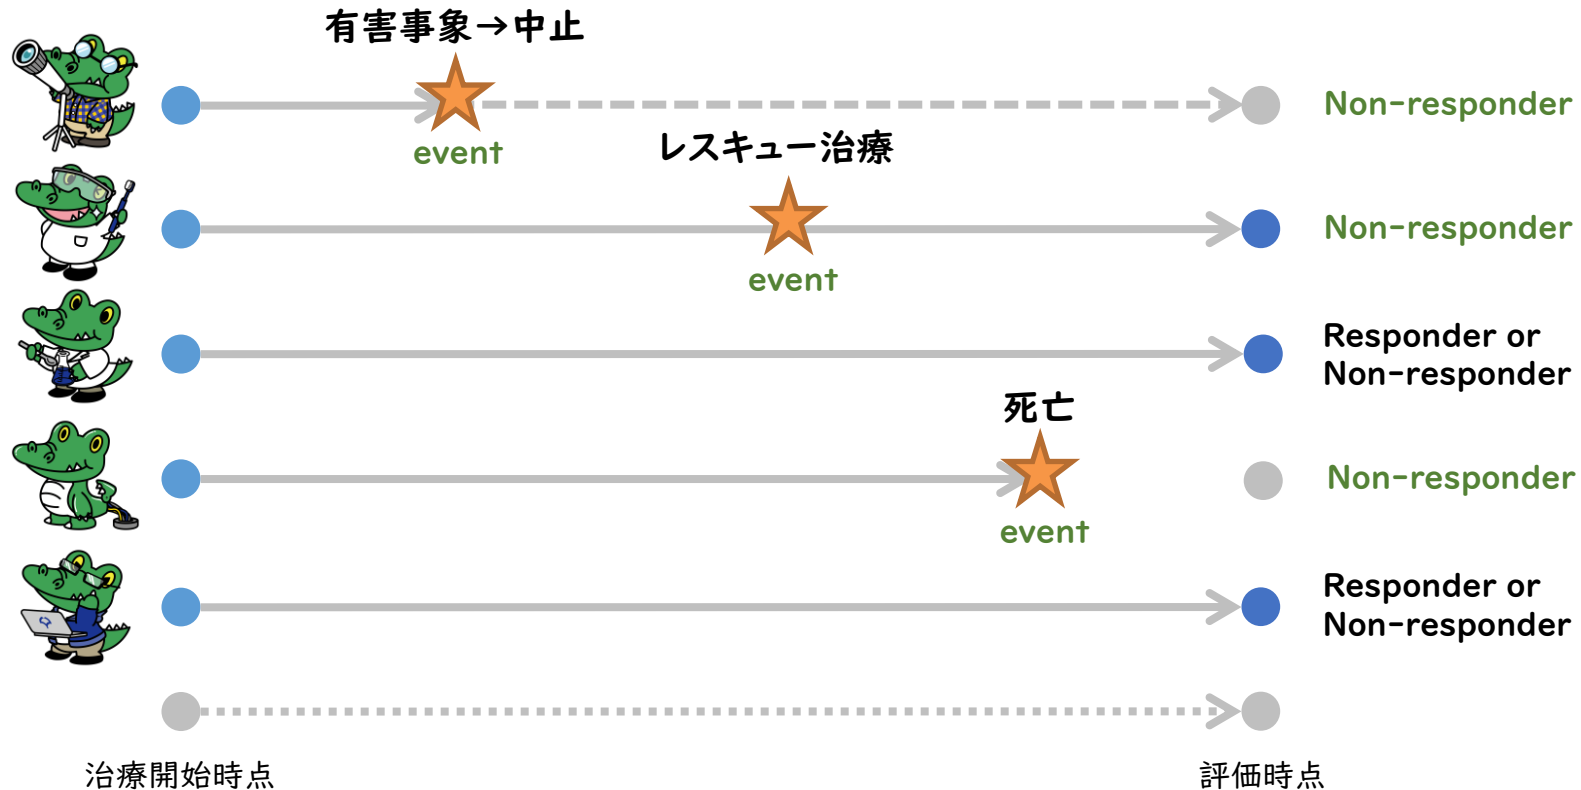 有害事象→中止
Non-responder
event
レスキュー治療
Non-responder
event
Responder or
Non-responder
死亡
Non-responder
event
Responder or
Non-responder
治療開始時点
評価時点